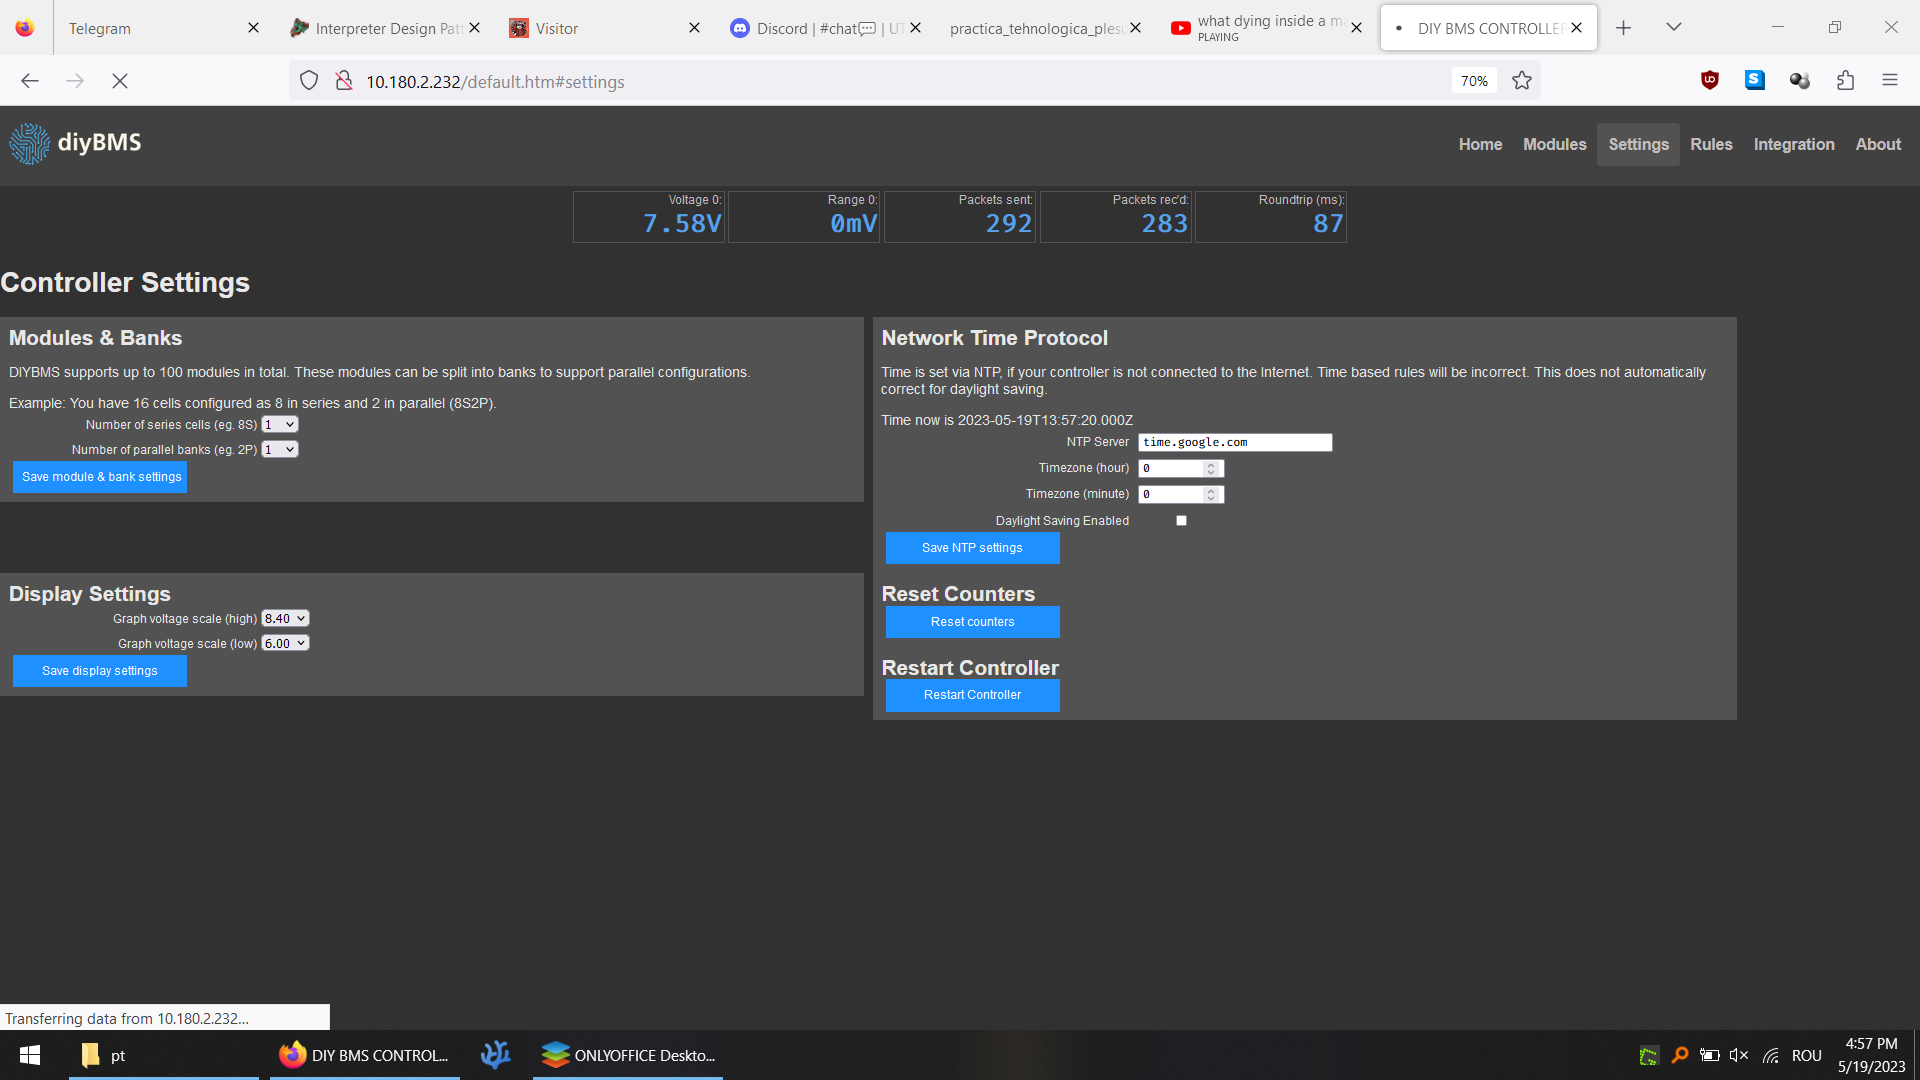 Telegram
Interpreter Design Patt
Visitor
Discord | #chat💬 | UT
practica_tehnologica_plesu
what dying inside a ma
PLAYING
DIY BMS CONTROLLER
10.180.2.232/default.htm#settings
70%
diyBMS
Home
Modules
Settings
Rules
Integration
About
Voltage 0:
7.58V
Range 0:
0mV
Packets sent:
292
Packets rec'd:
283
Roundtrip (ms):
87
Controller Settings
Modules & Banks
DIYBMS supports up to 100 modules in total. These modules can be split into banks to support parallel configurations.
Example: You have 16 cells configured as 8 in series and 2 in parallel (8S2P).
Number of series cells (eg. 8S) 1
Number of parallel banks (eg. 2P) 1
Save module & bank settings
Display Settings
Graph voltage scale (high) 8.40
Graph voltage scale (low) 6.00
Save display settings
Network Time Protocol
Time is set via NTP, if your controller is not connected to the Internet. Time based rules will be incorrect. This does not automatically
correct for daylight saving.
Time now is 2023-05-19T13:57:20.000Z
NTP Server time.google.com
Timezone (hour) 0
Timezone (minute) 0
Daylight Saving Enabled
Save NTP settings
Reset Counters
Reset counters
Restart Controller
Restart Controller
Transferring data from 10.180.2.232...
pt
DIY BMS CONTROL...
ONLYOFFICE Deskto...
ROU
4:57 PM
5/19/2023